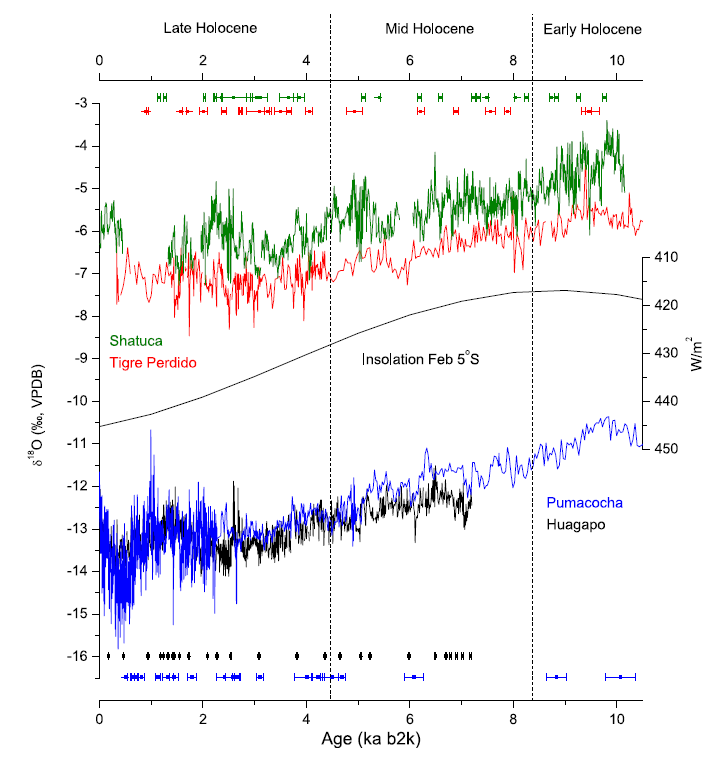 Late Holocene Mid Holocene Early Holocene
0 2 4 6 8 10
-3
-4
-5
-6
410
-7
420
-8
Shatuca
430
Tigre Perdido
Insolation Feb 5°S
W/m²
-9
-10
440
δ¹⁸O (‰, VPDB)
-11
450
-12
Pumacocha
Huagapo
-13
-14
-15
-16
0 2 4 6 8 10
Age (ka b2k)